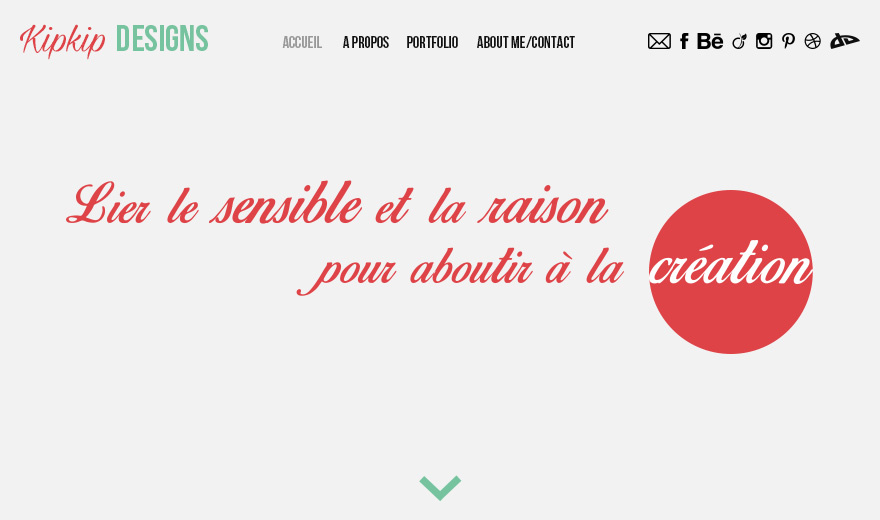 Kipkip DESIGNS
ACCUEIL A PROPOS PORTFOLIO ABOUT ME/CONTACT
f Bē
Lier le sensible et la raison
pour aboutir à la création